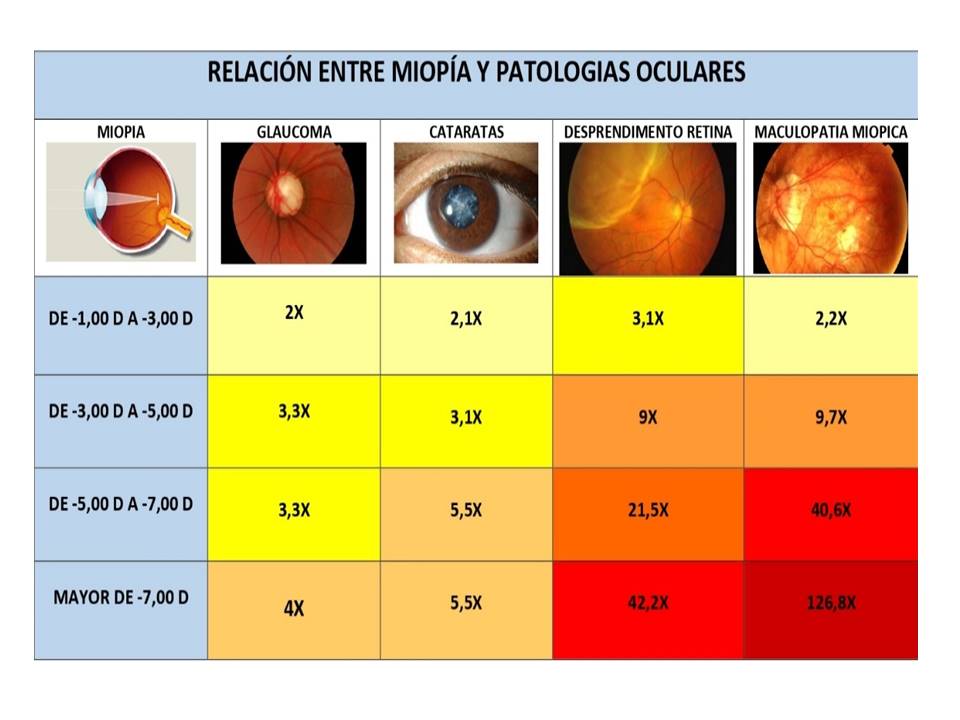 RELACIÓN ENTRE MIOPÍA Y PATOLOGIAS OCULARES
MIOPIA GLAUCOMA CATARATAS DESPRENDIMENTO RETINA MACULOPATIA MIOPICA
DE -1,00 D A -3,00 D 2X 2,1X 3,1X 2,2X
DE -3,00 D A -5,00 D 3,3X 3,1X 9X 9,7X
DE -5,00 D A -7,00 D 3,3X 5,5X 21,5X 40,6X
MAYOR DE -7,00 D 4X 5,5X 42,2X 126,8X